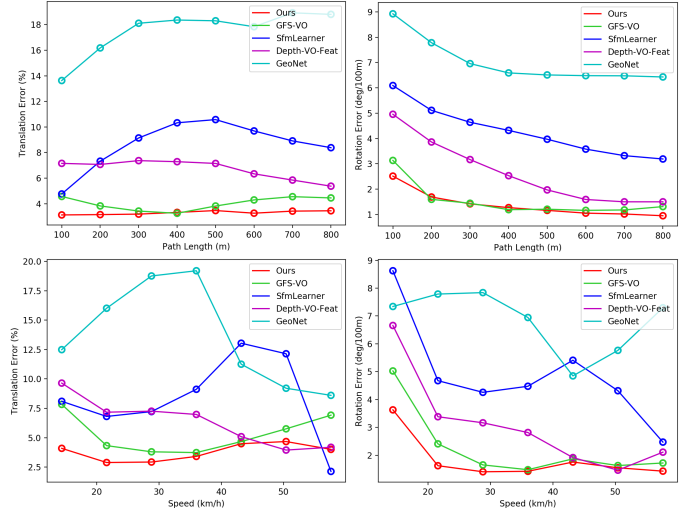 18
16
14
12
10
8
6
4
Translation Error (%)
Ours
GFS-VO
SfmLearner
Depth-VO-Feat
GeoNet
100 200 300 400 500 600 700 800
Path Length (m)
9
8
7
6
5
4
3
2
1
Rotation Error (deg/100m)
Ours
GFS-VO
SfmLearner
Depth-VO-Feat
GeoNet
100 200 300 400 500 600 700 800
Path Length (m)
20.0
17.5
15.0
12.5
10.0
7.5
5.0
2.5
Translation Error (%)
Ours
GFS-VO
SfmLearner
Depth-VO-Feat
GeoNet
20 30 40 50
Speed (km/h)
9
8
7
6
5
4
3
2
Rotation Error (deg/100m)
Ours
GFS-VO
SfmLearner
Depth-VO-Feat
GeoNet
20 30 40 50
Speed (km/h)